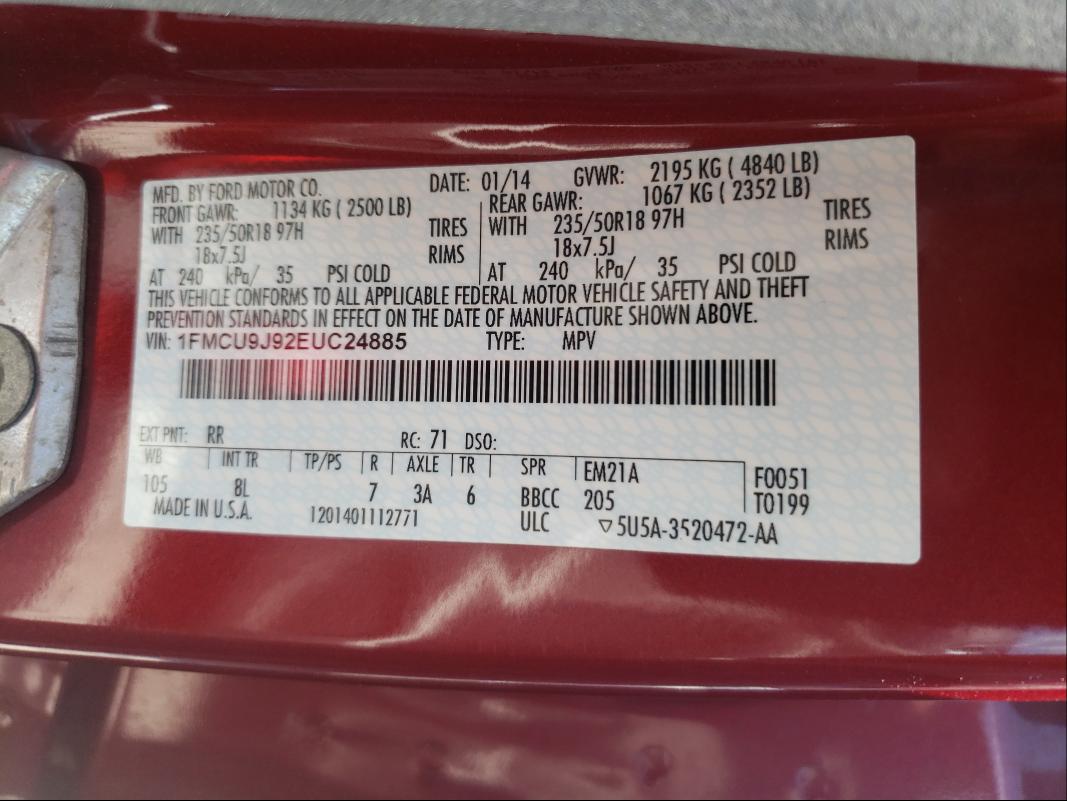 MFD. BY FORD MOTOR CO. DATE: 01/14 GVWR: 2195 KG ( 4840 LB)
FRONT GAWR: 1134 KG ( 2500 LB) REAR GAWR: 1067 KG ( 2352 LB)
WITH 235/50R18 97H TIRES WITH 235/50R18 97H TIRES
18x7.5J RIMS 18x7.5J RIMS
AT 240 kPa/ 35 PSI COLD AT 240 kPa/ 35 PSI COLD
THIS VEHICLE CONFORMS TO ALL APPLICABLE FEDERAL MOTOR VEHICLE SAFETY AND THEFT
PREVENTION STANDARDS IN EFFECT ON THE DATE OF MANUFACTURE SHOWN ABOVE.
VIN: 1FMCU9J92EUC24885 TYPE: MPV
EXT PNT: RR RC: 71 DSO:
WB INT TR TP/PS R AXLE TR SPR EM21A F0051
105 8L 7 3A 6 BBCC 205 T0199
MADE IN U.S.A. 1201401112771 ULC ▽5U5A-3520472-AA